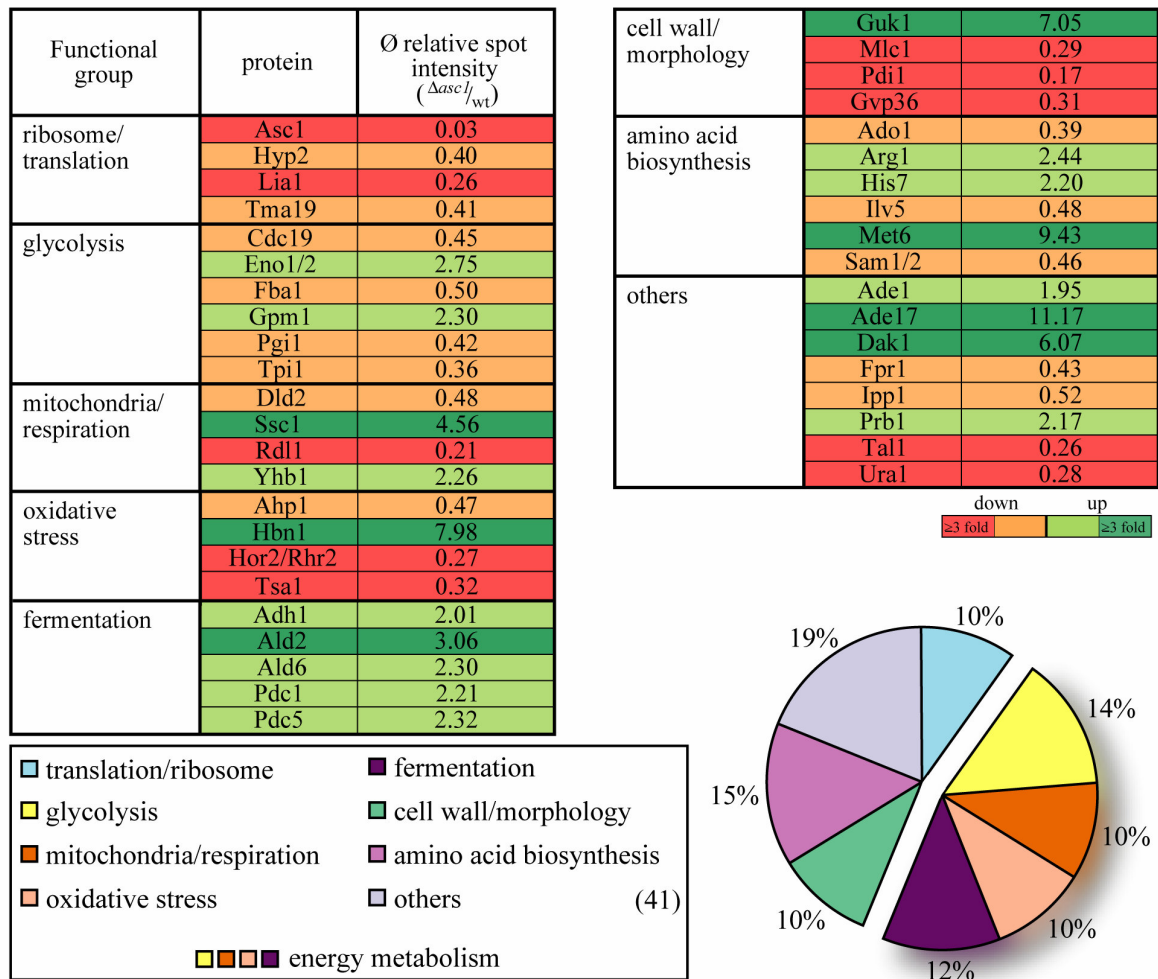 Functional group protein Ø relative spot intensity (Δasc1/wt)
ribosome/translation Asc1 0.03
Hyp2 0.40
Lia1 0.26
Tma19 0.41
glycolysis Cdc19 0.45
Eno1/2 2.75
Fba1 0.50
Gpm1 2.30
Pgi1 0.42
Tpi1 0.36
mitochondria/respiration Dld2 0.48
Ssc1 4.56
Rdl1 0.21
Yhb1 2.26
oxidative stress Ahp1 0.47
Hbn1 7.98
Hor2/Rhr2 0.27
Tsa1 0.32
fermentation Adh1 2.01
Ald2 3.06
Ald6 2.30
Pdc1 2.21
Pdc5 2.32
cell wall/morphology Guk1 7.05
Mlc1 0.29
Pdi1 0.17
Gvp36 0.31
amino acid biosynthesis Ado1 0.39
Arg1 2.44
His7 2.20
Ilv5 0.48
Met6 9.43
Sam1/2 0.46
others Ade1 1.95
Ade17 11.17
Dak1 6.07
Fpr1 0.43
Ipp1 0.52
Prb1 2.17
Tal1 0.26
Ura1 0.28
down up
≥3 fold ≥3 fold
translation/ribosome fermentation
glycolysis cell wall/morphology
mitochondria/respiration amino acid biosynthesis
oxidative stress others (41)
energy metabolism
10%
14%
10%
10%
12%
10%
15%
19%